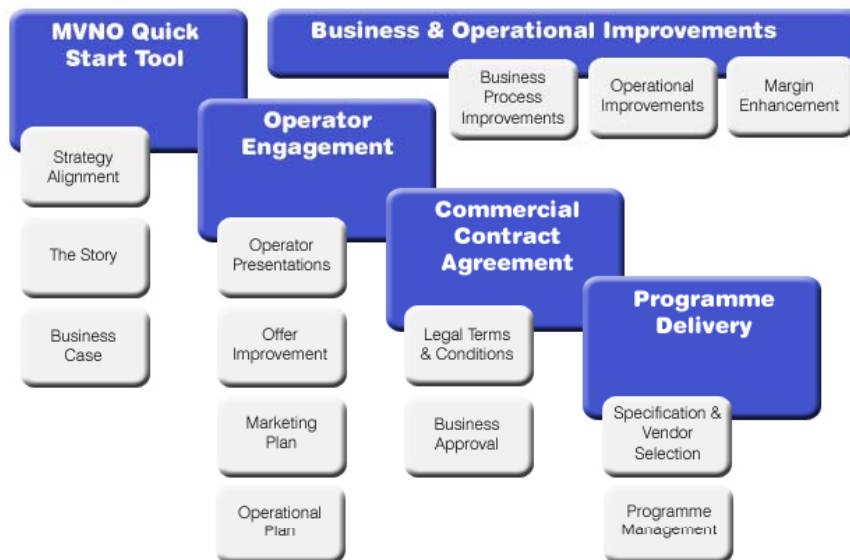 MVNO Quick
Start Tool
Strategy
Alignment
The Story
Business
Case
Business & Operational Improvements
Business
Process
Improvements
Operational
Improvements
Margin
Enhancement
Operator
Engagement
Operator
Presentations
Offer
Improvement
Marketing
Plan
Operational
Plan
Commercial
Contract
Agreement
Legal Terms
& Conditions
Business
Approval
Programme
Delivery
Specification &
Vendor
Selection
Programme
Management